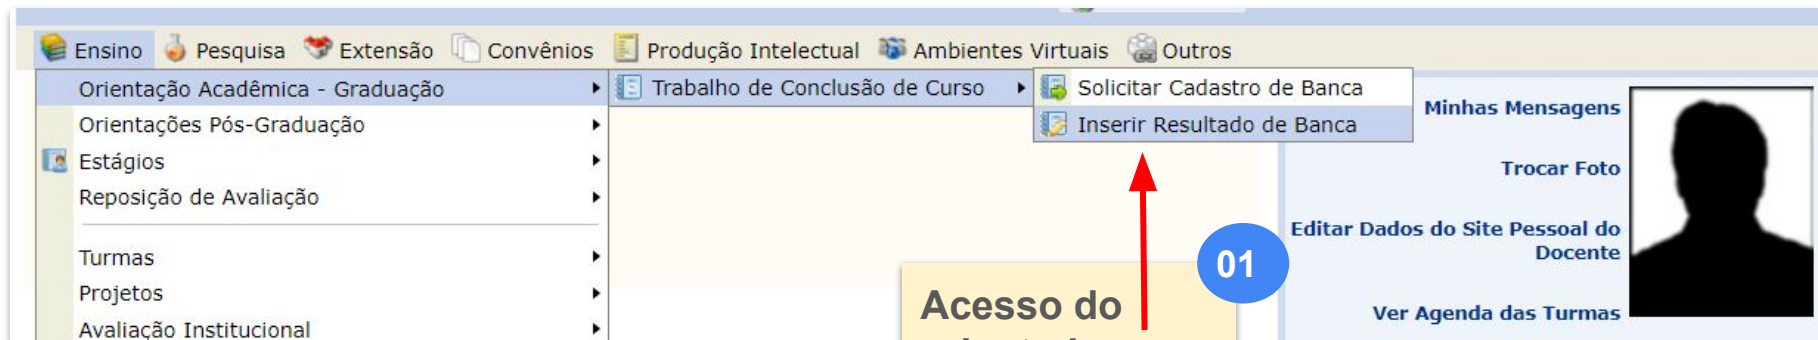 Ensino Pesquisa Extensão Convênios Produção Intelectual Ambientes Virtuais Outros
Orientação Acadêmica - Graduação
Trabalho de Conclusão de Curso
Solicitar Cadastro de Banca
Inserir Resultado de Banca
Orientações Pós-Graduação
Estágios
Reposição de Avaliação
Turmas
Projetos
Avaliação Institucional
Minhas Mensagens
Trocar Foto
Editar Dados do Site Pessoal do
Docente
Ver Agenda das Turmas
01
Acesso do